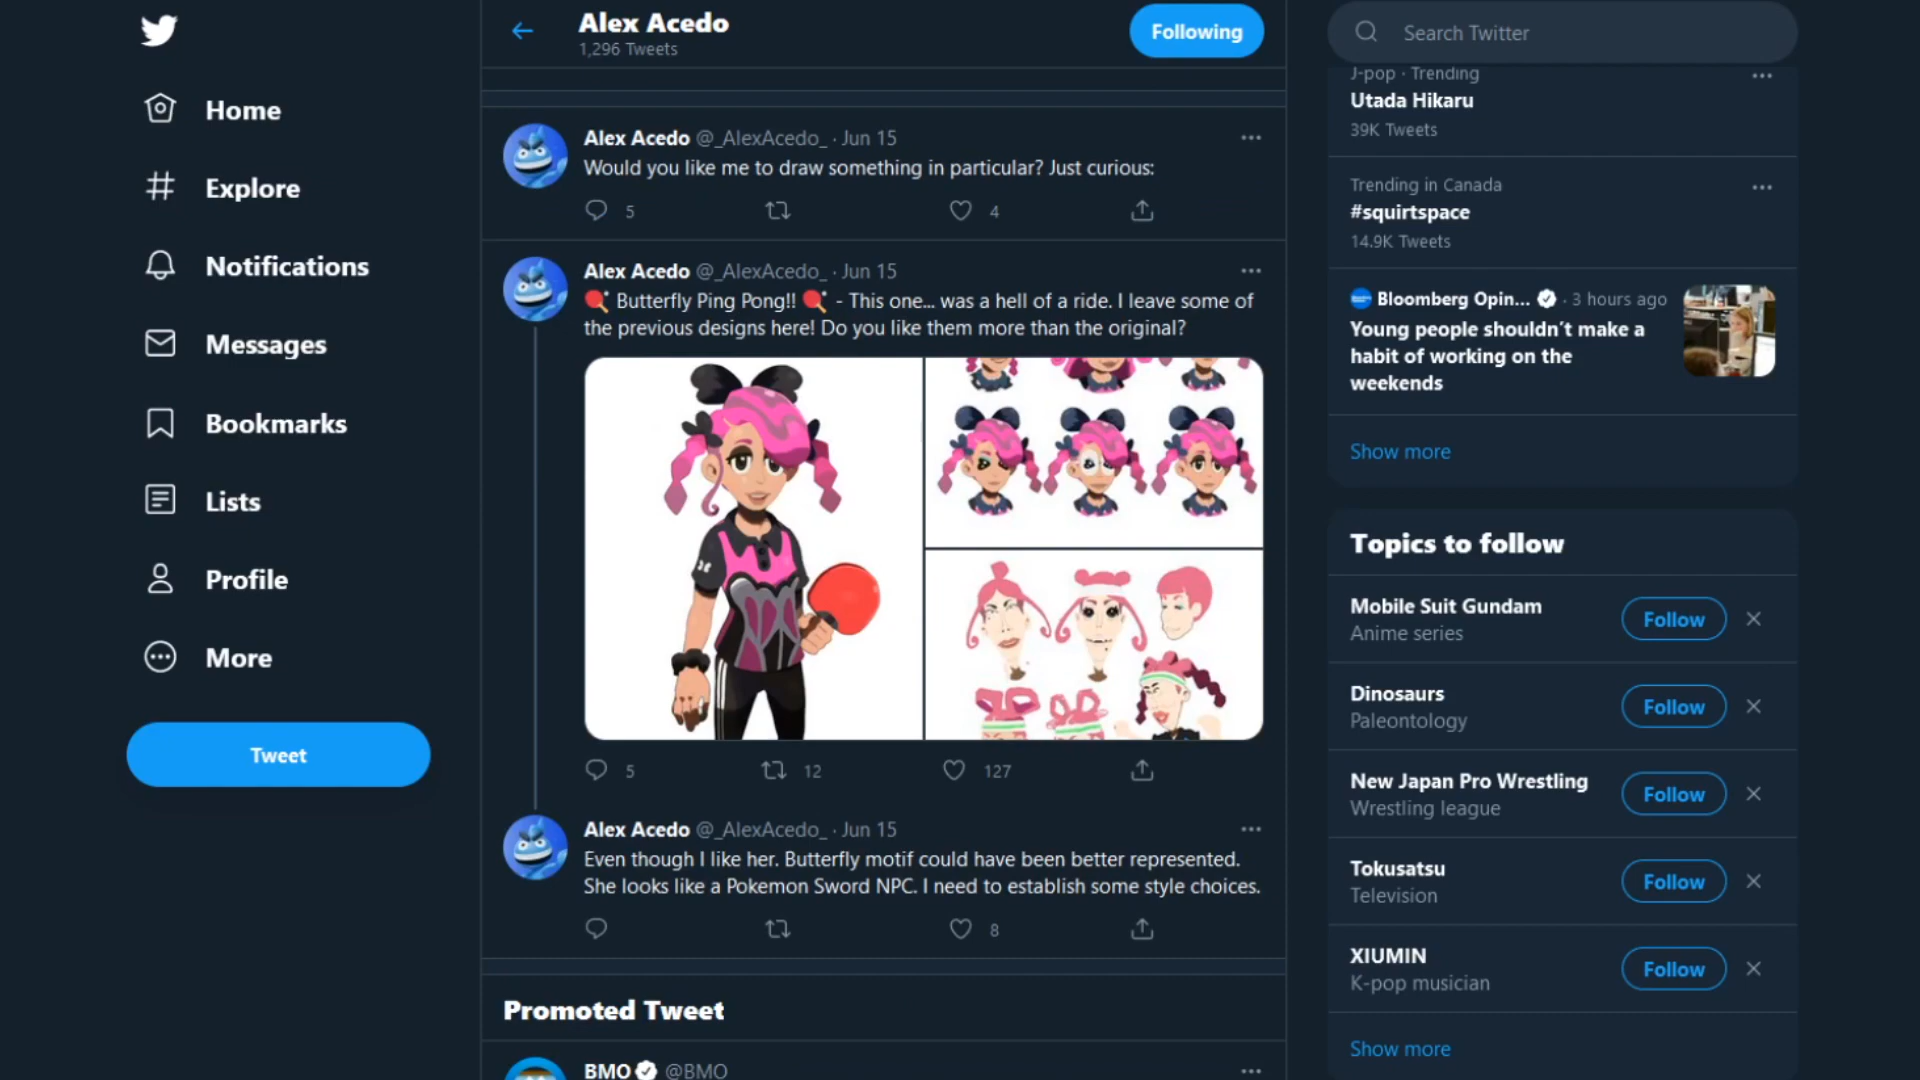 Home
Explore
Notifications
Messages
Bookmarks
Lists
Profile
More
Tweet
Alex Acedo
1,296 Tweets
Following
Alex Acedo @_AlexAcedo_ · Jun 15
Would you like me to draw something in particular? Just curious:
5
4
Alex Acedo @_AlexAcedo_ · Jun 15
🏓 Butterfly Ping Pong!! 🏓 - This one... was a hell of a ride. I leave some of
the previous designs here! Do you like them more than the original?
5
12
127
Alex Acedo @_AlexAcedo_ · Jun 15
Even though I like her. Butterfly motif could have been better represented.
She looks like a Pokemon Sword NPC. I need to establish some style choices.
8
Promoted Tweet
BMO @BMO
Search Twitter
J-pop · Trending
Utada Hikaru
39K Tweets
Trending in Canada
#squirtspace
14.9K Tweets
Bloomberg Opin... · 3 hours ago
Young people shouldn't make a
habit of working on the
weekends
Show more
Topics to follow
Mobile Suit Gundam
Anime series
Follow
Dinosaurs
Paleontology
Follow
New Japan Pro Wrestling
Wrestling league
Follow
Tokusatsu
Television
Follow
XIUMIN
K-pop musician
Follow
Show more